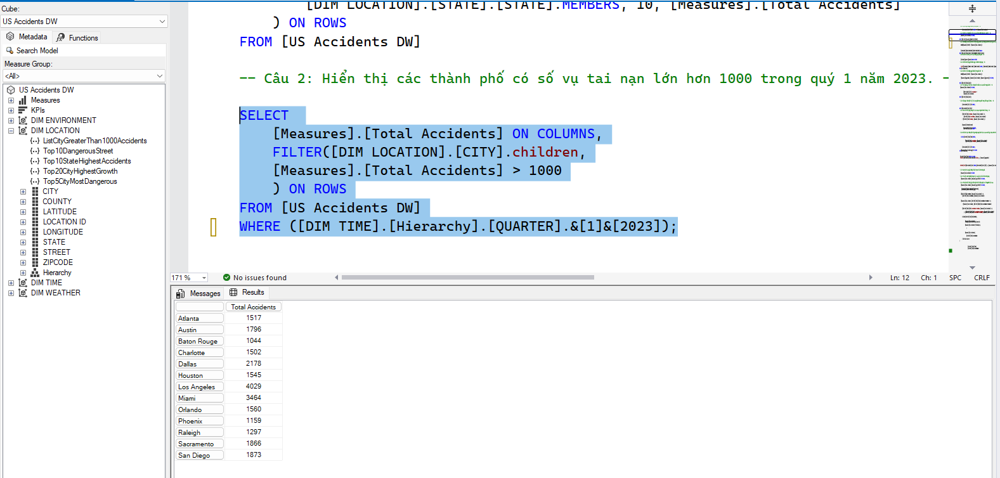 Cube:
US Accidents DW
Metadata
Functions
Search Model
Measure Group:
<All>
US Accidents DW
Measures
KPIs
DIM ENVIRONMENT
DIM LOCATION
ListCityGreaterThan1000Accidents
Top10DangerousStreet
Top10StateHighestAccidents
Top20CityHighestGrowth
Top5CityMostDangerous
CITY
COUNTY
LATITUDE
LOCATION ID
LONGITUDE
STATE
STREET
ZIPCODE
Hierarchy
DIM TIME
DIM WEATHER
[DIM LOCATION].[STATE].[STATE].MEMBERS, 10, [Measures].[Total Accidents]
) ON ROWS
FROM [US Accidents DW]
-- Câu 2: Hiển thị các thành phố có số vụ tai nạn lớn hơn 1000 trong quý 1 năm 2023. -
SELECT
[Measures].[Total Accidents] ON COLUMNS,
FILTER([DIM LOCATION].[CITY].children,
[Measures].[Total Accidents] > 1000
) ON ROWS
FROM [US Accidents DW]
WHERE ([DIM TIME].[Hierarchy].[QUARTER].&[1]&[2023]);
171 %
No issues found
Ln: 12
Ch: 1
SPC
CRLF
Messages
Results
Total Accidents
Atlanta 1517
Austin 1796
Baton Rouge 1044
Charlotte 1502
Dallas 2178
Houston 1545
Los Angeles 4029
Miami 3464
Orlando 1560
Phoenix 1159
Raleigh 1297
Sacramento 1866
San Diego 1873